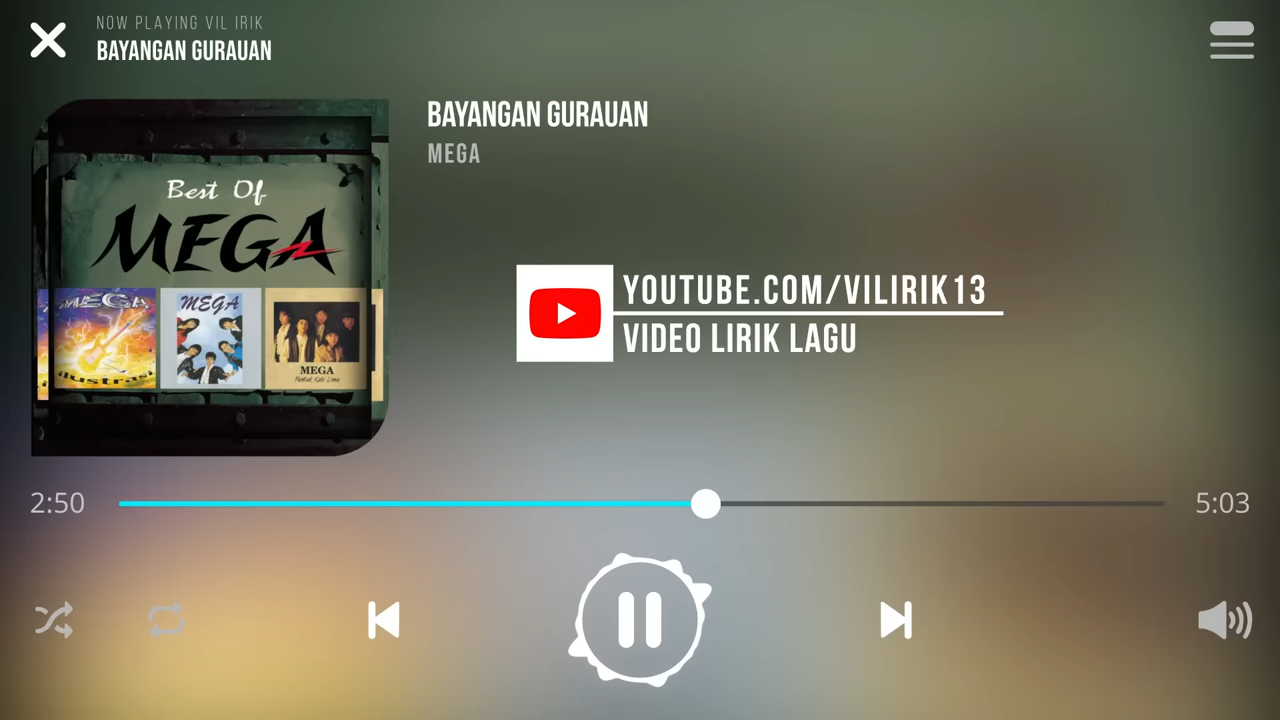 NOW PLAYING VIL IRIK
BAYANGAN GURAUAN
BAYANGAN GURAUAN
MEGA
Best Of
MEGA
MEGA
ilustrasi
MEGA
MEGA
YOUTUBE.COM/VILIRIK13
VIDEO LIRIK LAGU
2:50
5:03